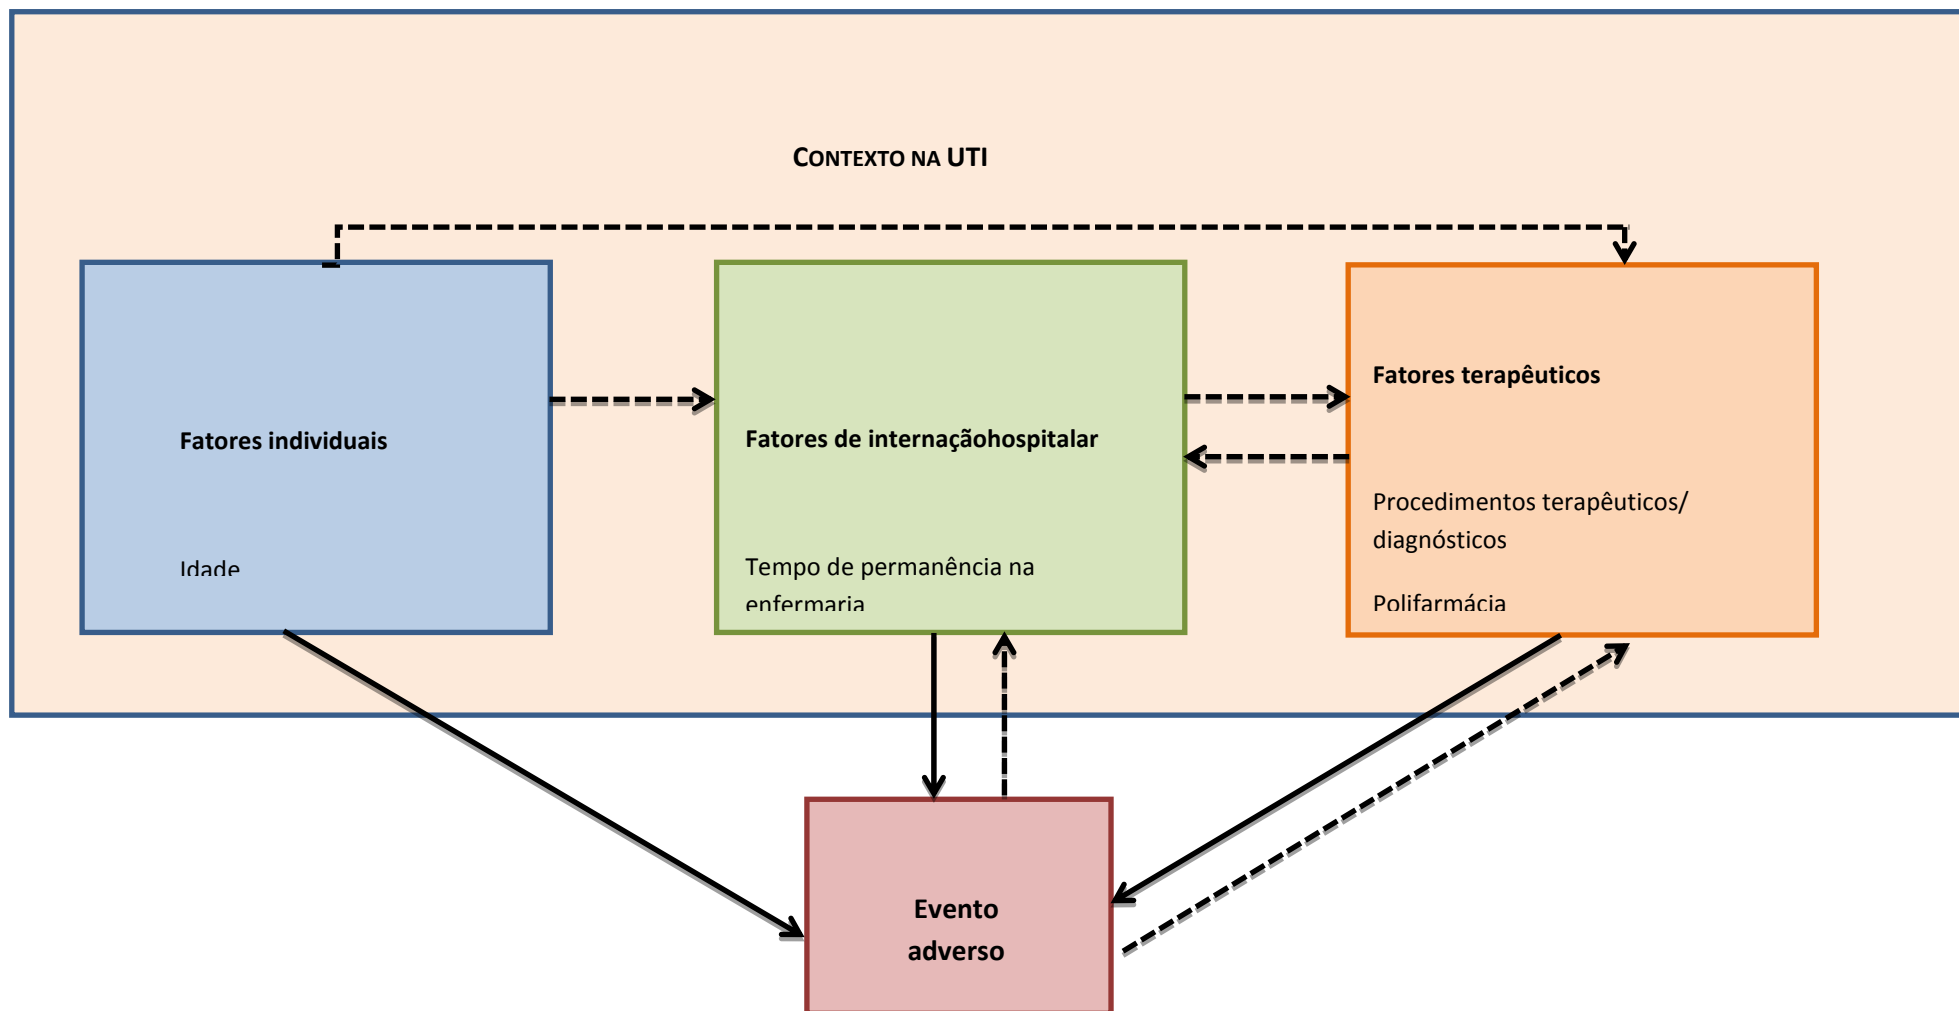 CONTEXTO NA UTI
Fatores individuais
Idade
Fatores de internaçãohospitalar
Tempo de permanência na
enfermaria
Fatores terapêuticos
Procedimentos terapêuticos/
diagnósticos
Polifarmácia
Evento
adverso